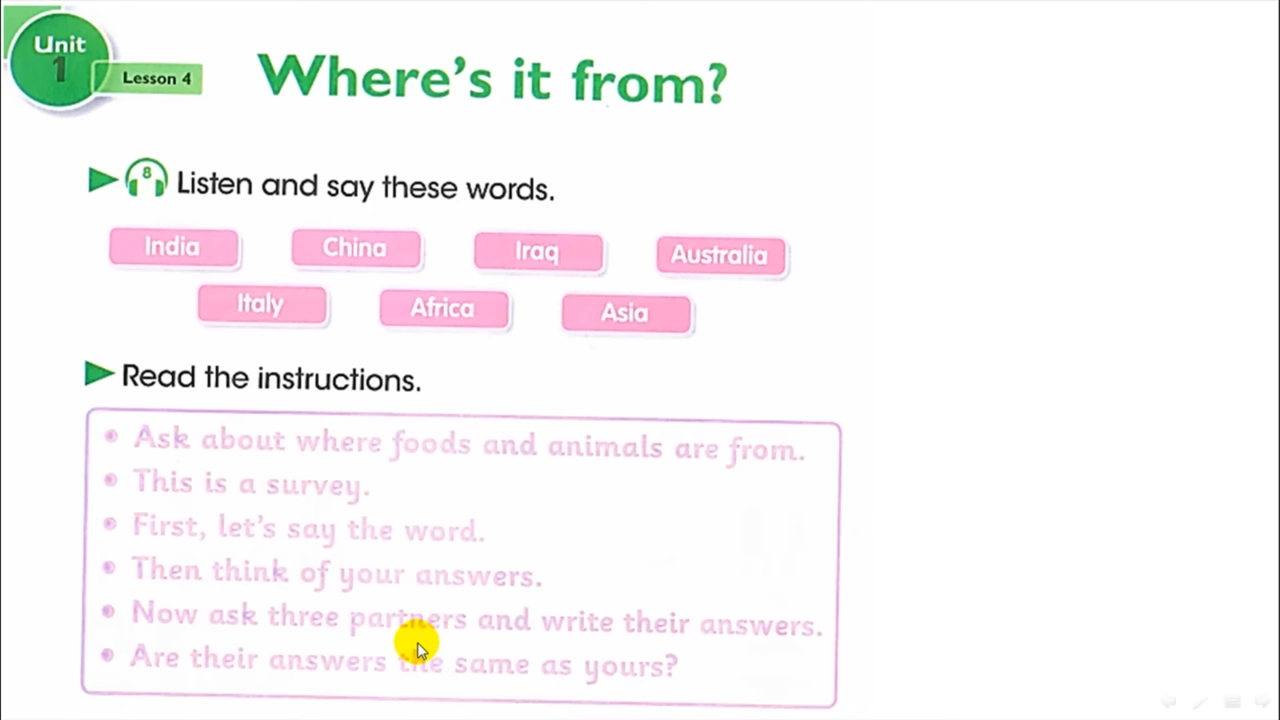 Unit
1
Lesson 4
Where's it from?
8
Listen and say these words.
India China Iraq Australia
Italy Africa Asia
Read the instructions.
• Ask about where foods and animals are from.
• This is a survey.
• First, let's say the word.
• Then think of your answers.
• Now ask three partners and write their answers.
• Are their answers the same as yours?